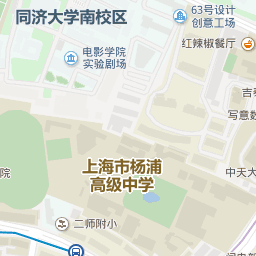 同济大学南校区
63号设计
创意工场
红辣椒餐厅
电影学院
实验剧场
写意数
上海市杨浦
高级中学
中天大
院
二师附小